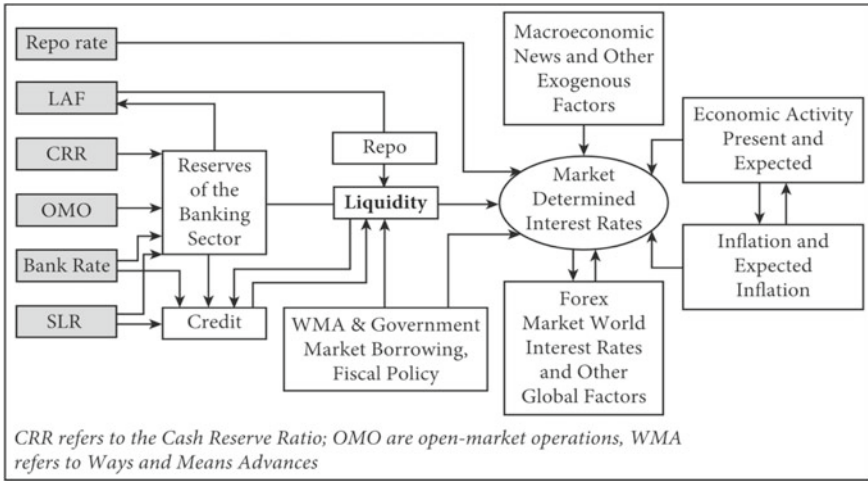 Repo rate
LAF
CRR
OMO
Bank Rate
SLR
Reserves
of the
Banking
Sector
Credit
Repo
Liquidity
WMA & Government
Market Borrowing,
Fiscal Policy
Macroeconomic
News and Other
Exogenous
Factors
Market
Determined
Interest Rates
Forex
Market World
Interest Rates
and Other
Global Factors
Economic Activity
Present and
Expected
Inflation and
Expected
Inflation
CRR refers to the Cash Reserve Ratio; OMO are open-market operations, WMA
refers to Ways and Means Advances